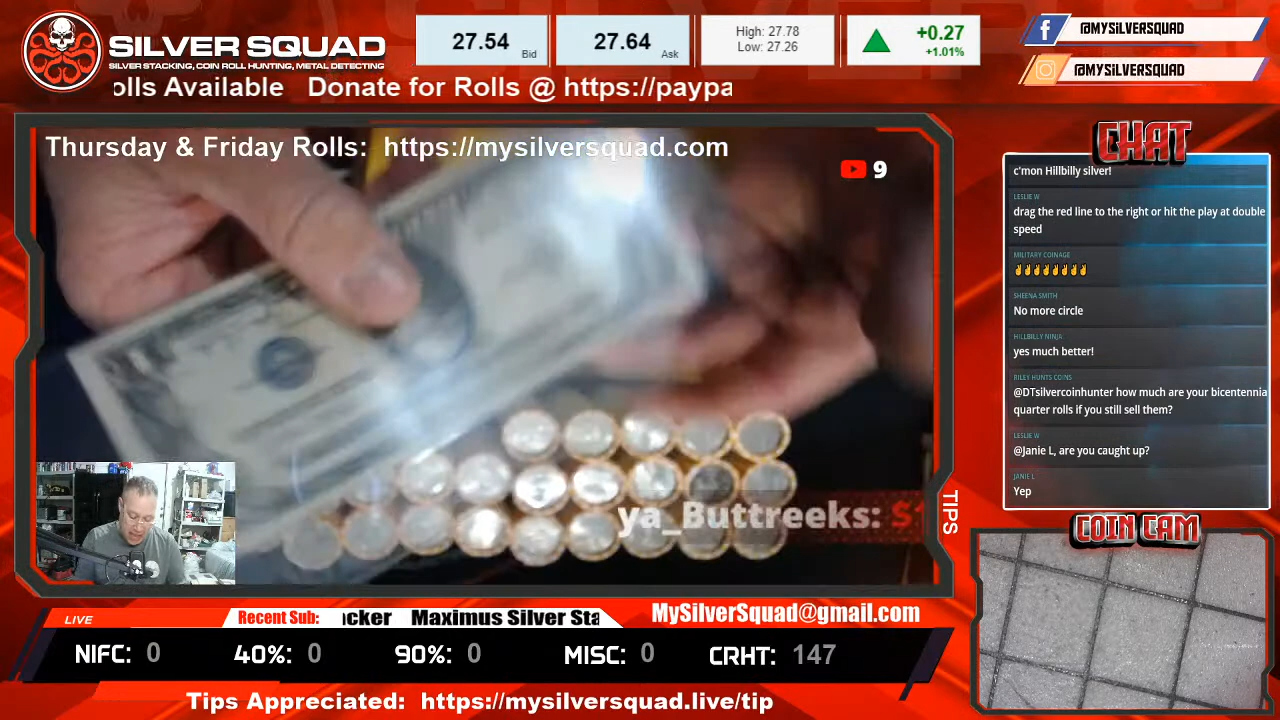 SILVER SQUAD
SILVER STACKING, COIN ROLL HUNTING, METAL DETECTING
27.54 Bid
27.64 Ask
High: 27.78
Low: 27.26
+0.27
+1.01%
@MYSILVERSQUAD
@MYSILVERSQUAD
olls Available Donate for Rolls @ https://paypa
Thursday & Friday Rolls: https://mysilversquad.com
9
CHAT
c'mon Hillbilly silver!
LESLIE W
drag the red line to the right or hit the play at double
speed
MILITARY COINAGE
✌✌✌✌✌✌✌✌
SHEENA SMITH
No more circle
HILLBILLY NINJA
yes much better!
RILEY HUNTS COINS
@DTsilvercoinhunter how much are your bicentennia
quarter rolls if you still sell them?
LESLIE W
@Janie L, are you caught up?
JANIE L
Yep
ya_Buttreeks: $1
TIPS
COIN CAM
LIVE
Recent Sub: acker Maximus Silver Sta
MySilverSquad@gmail.com
NIFC: 0
40%: 0
90%: 0
MISC: 0
CRHT: 147
Tips Appreciated: https://mysilversquad.live/tip